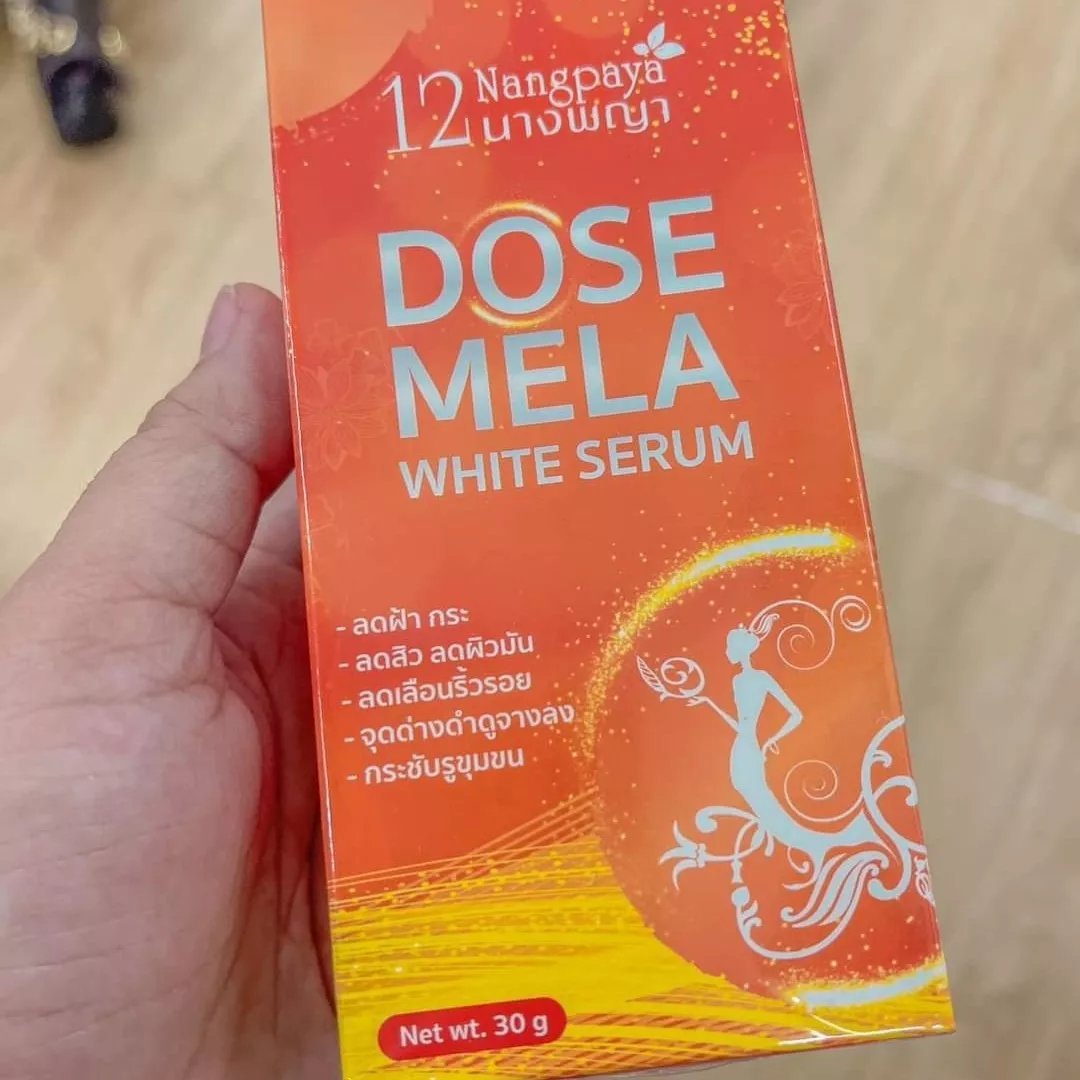 12 Nangpaya
นางพญา
DOSE
MELA
WHITE SERUM
- ลดฝ้า กระ
- ลดสิว ลดผิวมัน
- ลดเลือนริ้วรอย
- จุดด่างดำดูจางลง
- กระชับรูขุมขน
Net wt. 30 g